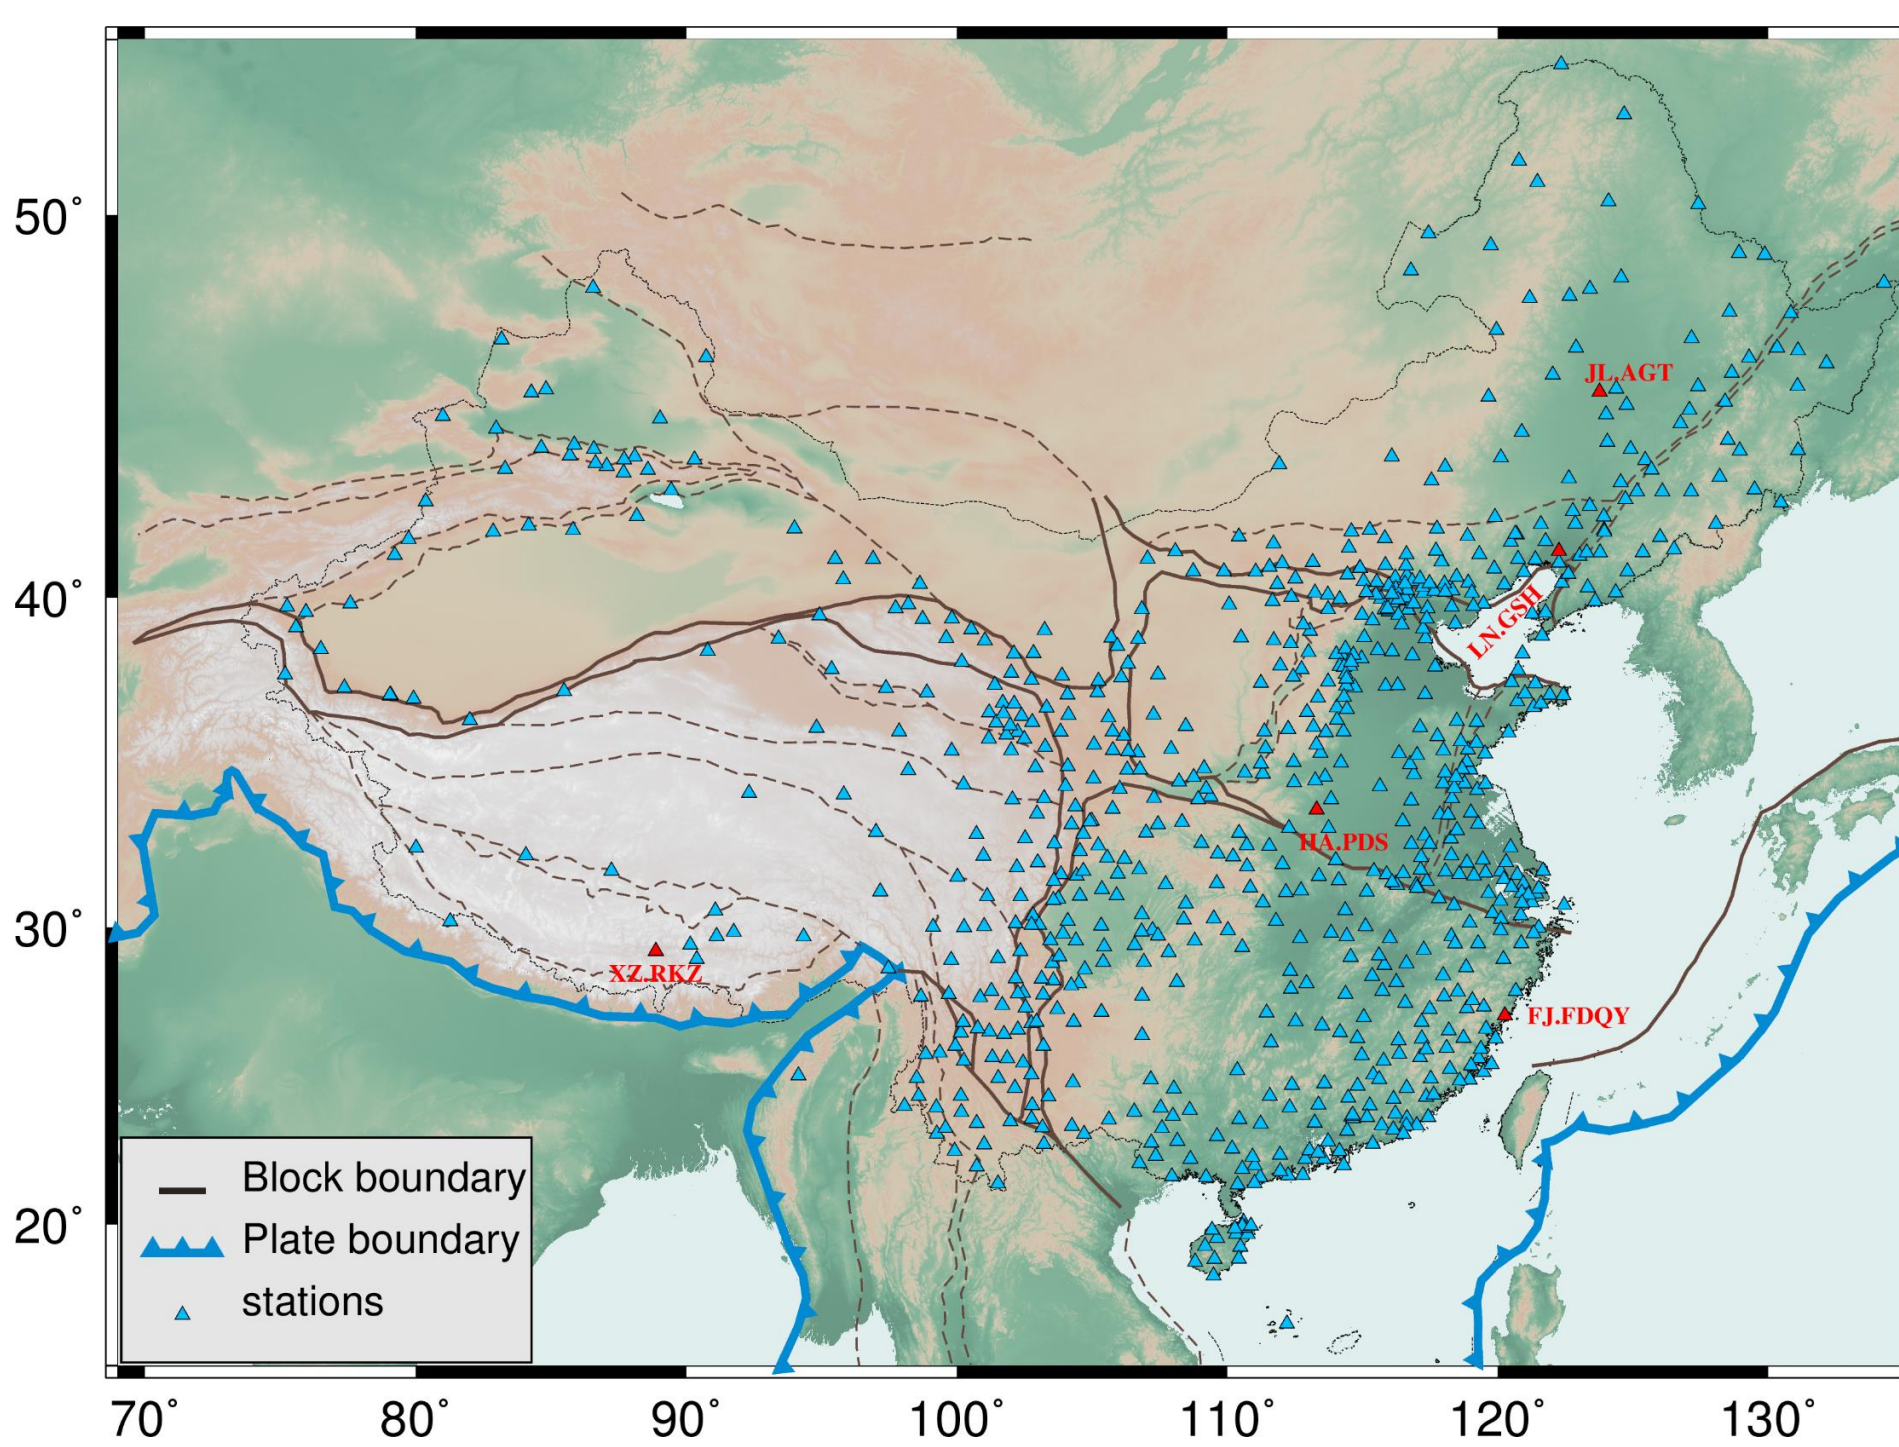 50°
40°
30°
20°
JL.AGT
LN.GSH
HA.PDS
XZ.RKZ
FJ.FDQY
Block boundary
Plate boundary
stations
70° 80° 90° 100° 110° 120° 130°